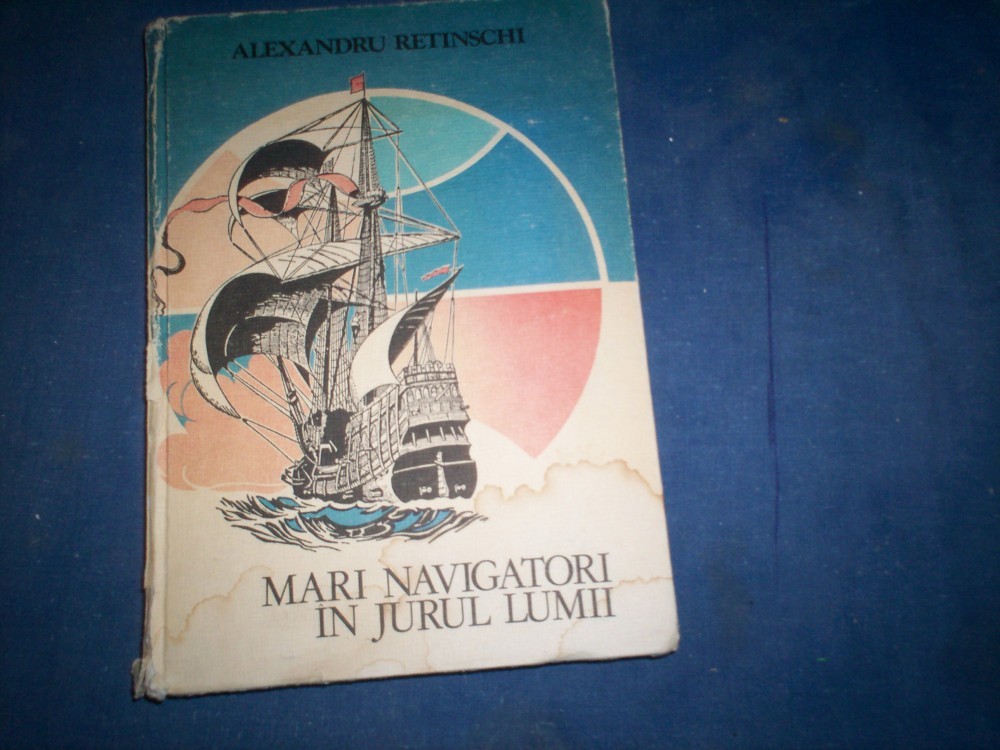 ALEXANDRU RETINSCHI
MARI NAVIGATORI
ÎN JURUL LUMII